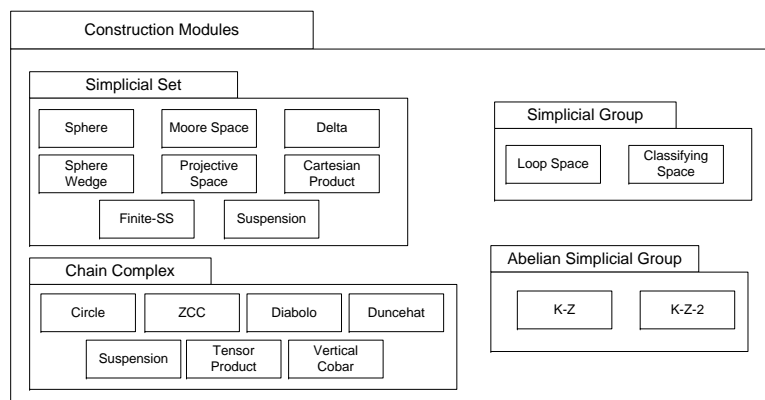 Construction Modules
Simplicial Set
Sphere
Moore Space
Delta
Sphere
Wedge
Projective
Space
Cartesian
Product
Finite-SS
Suspension
Chain Complex
Circle
ZCC
Diabolo
Duncehat
Suspension
Tensor
Product
Vertical
Cobar
Simplicial Group
Loop Space
Classifying
Space
Abelian Simplicial Group
K-Z
K-Z-2